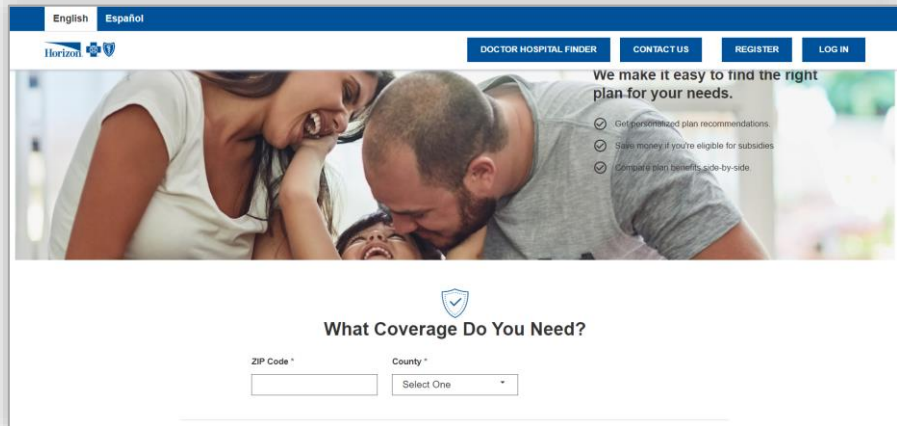 English Español
Horizon
DOCTOR HOSPITAL FINDER CONTACT US REGISTER LOG IN
We make it easy to find the right
plan for your needs.
Get personalized plan recommendations.
Save money if you're eligible for subsidies
Compare plan benefits side-by-side.
What Coverage Do You Need?
ZIP Code * County *
Select One